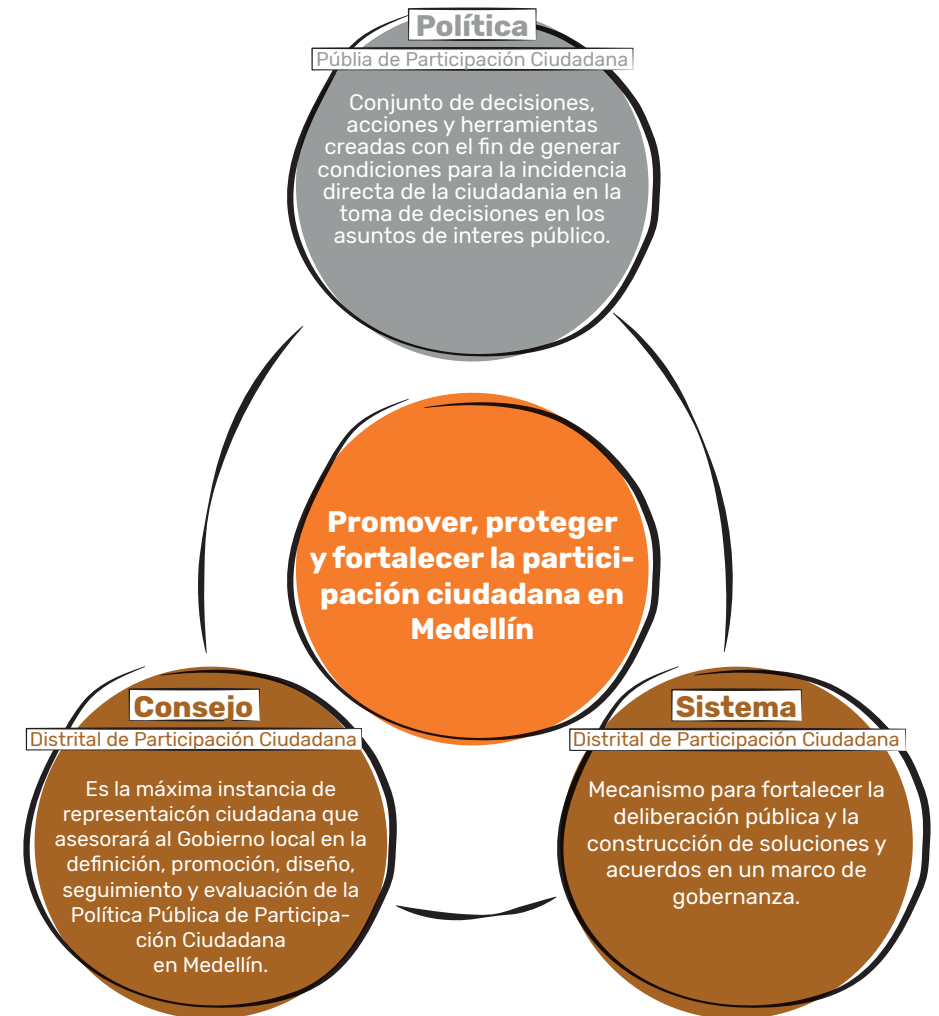 Política
Públia de Participación Ciudadana
Conjunto de decisiones,
acciones y herramientas
creadas con el fin de generar
condiciones para la incidencia
directa de la ciudadania en la
toma de decisiones en los
asuntos de interes público.
Promover, proteger
y fortalecer la partici-
pación ciudadana en
Medellín
Consejo
Distrital de Participación Ciudadana
Es la máxima instancia de
representaicón ciudadana que
asesorará al Gobierno local en la
definición, promoción, diseño,
seguimiento y evaluación de la
Política Pública de Participa-
ción Ciudadana
en Medellín.
Sistema
Distrital de Participación Ciudadana
Mecanismo para fortalecer la
deliberación pública y la
construcción de soluciones y
acuerdos en un marco de
gobernanza.